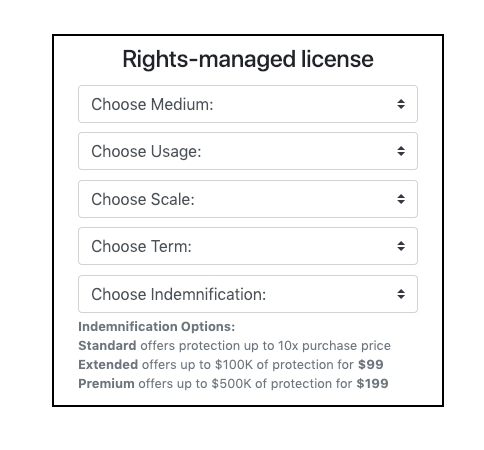 Rights-managed license
Choose Medium:
Choose Usage:
Choose Scale:
Choose Term:
Choose Indemnification:
Indemnification Options:
Standard offers protection up to 10x purchase price
Extended offers up to $100K of protection for $99
Premium offers up to $500K of protection for $199